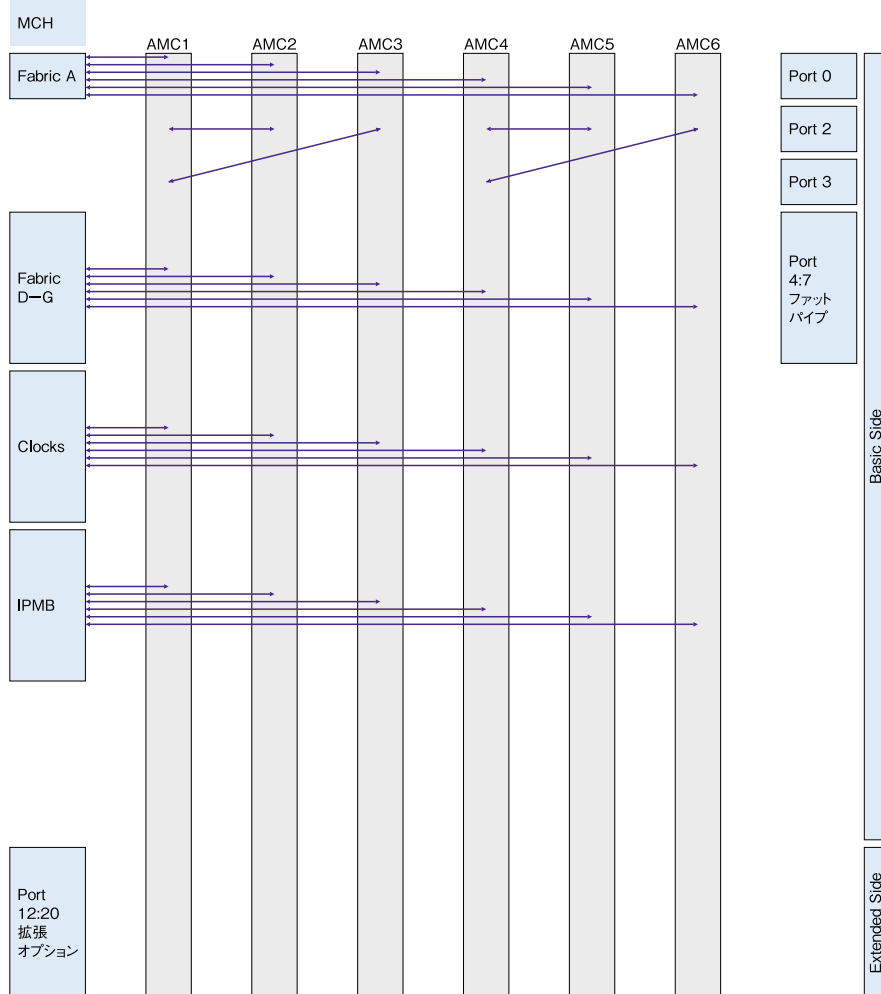 MCH
AMC1 AMC2 AMC3 AMC4 AMC5 AMC6
Fabric A
Port 0
Port 2
Port 3
Fabric
D−G
Port
4:7
ファット
パイプ
Clocks
Basic Side
IPMB
Port
12:20
拡張
オプション
Extended Side